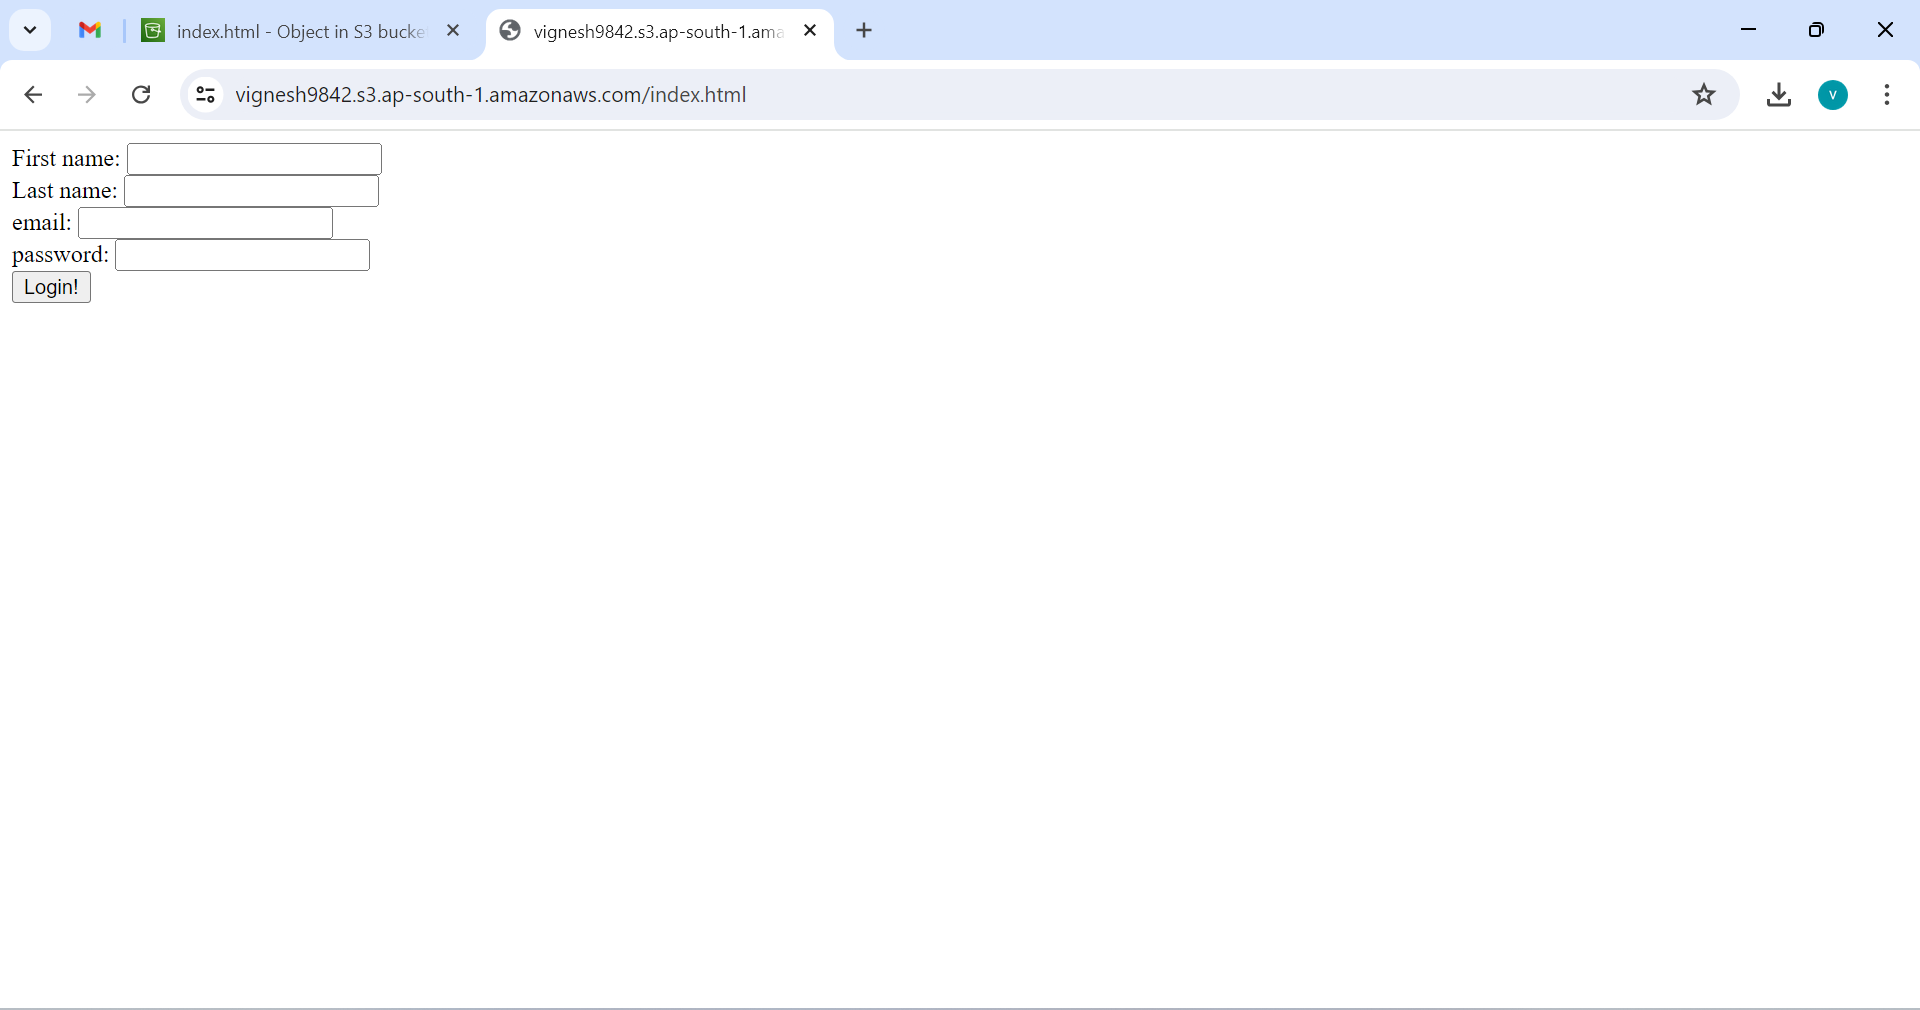 index.html - Object in S3 bucke
vignesh9842.s3.ap-south-1.ama
vignesh9842.s3.ap-south-1.amazonaws.com/index.html
V
First name:
Last name:
email:
password:
Login!